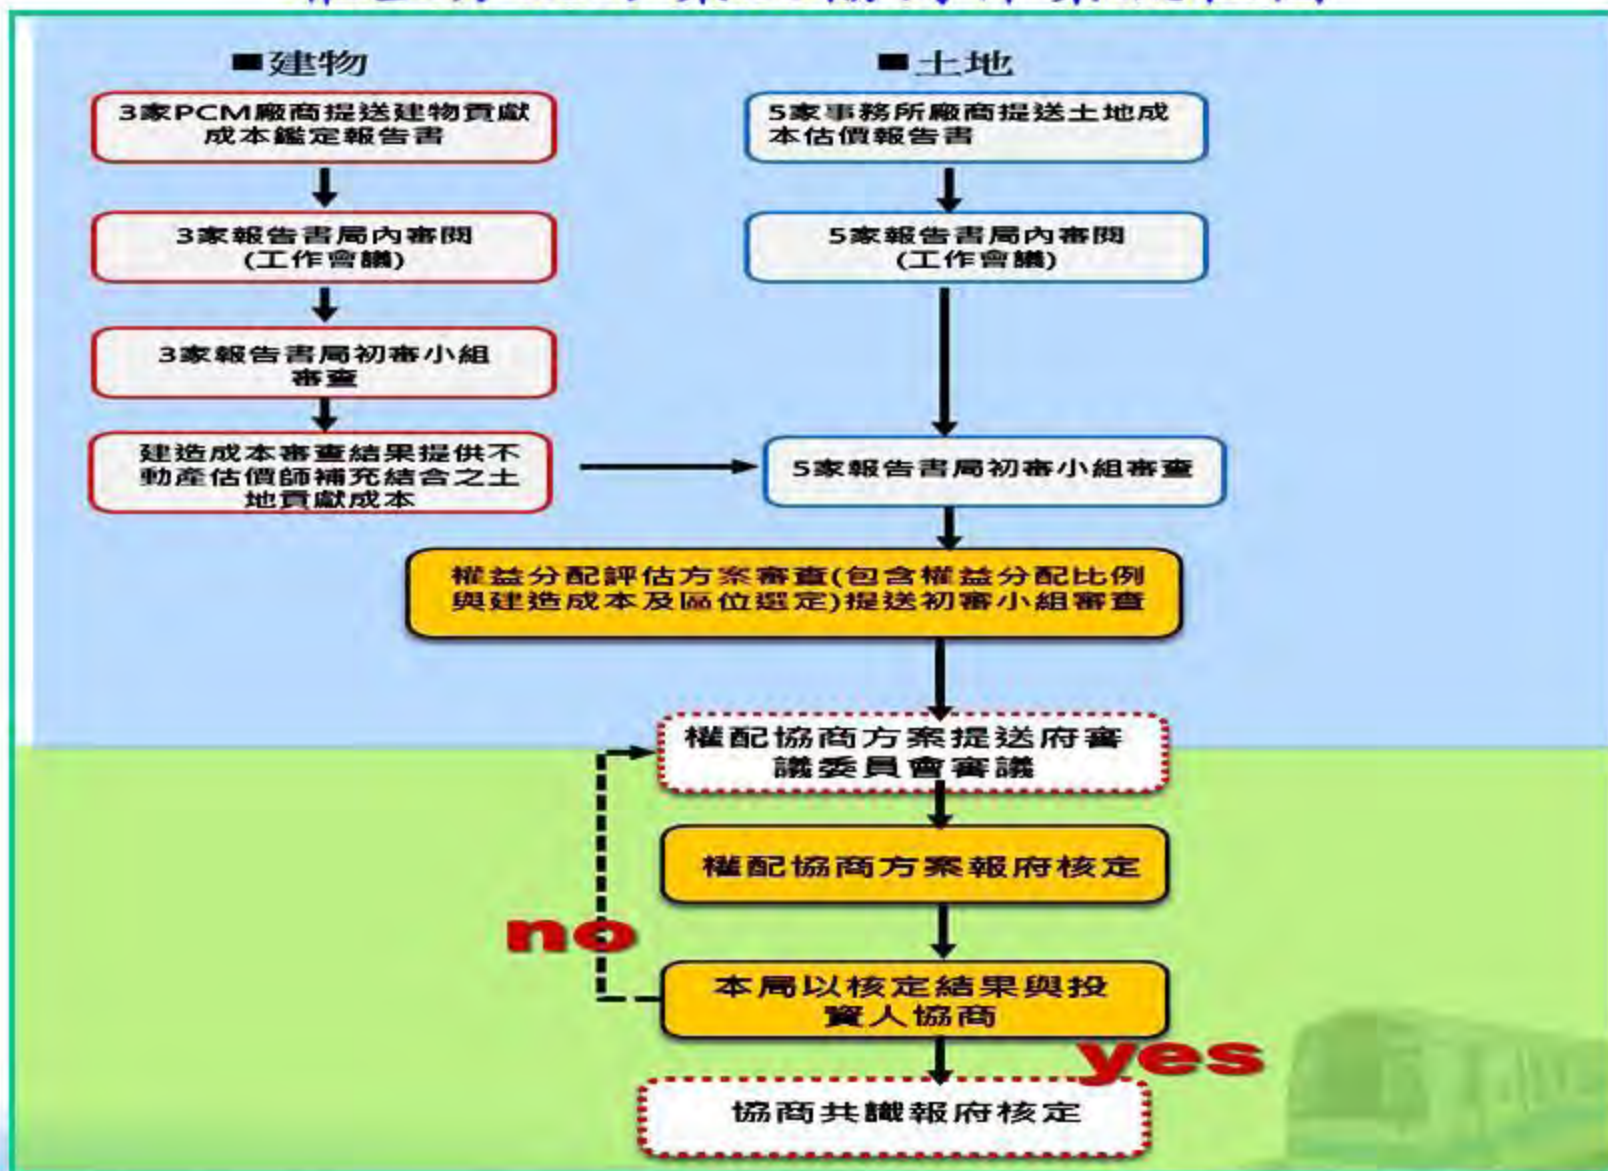 ■建物
3家PCM廠商提送建物貢獻
成本鑑定報告書
3家報告書局內審閱
(工作會議)
3家報告書局初審小組
審查
建造成本審查結果提供不
動產估價師補充結合之土
地貢獻成本
■土地
5家事務所廠商提送土地成
本估價報告書
5家報告書局內審閱
(工作會議)
5家報告書局初審小組審查
權益分配評估方案審查(包含權益分配比例
與建造成本及區位選定)提送初審小組審查
權配協商方案提送府審
議委員會審議
權配協商方案報府核定
no
本局以核定結果與投
資人協商
yes
協商共識報府核定